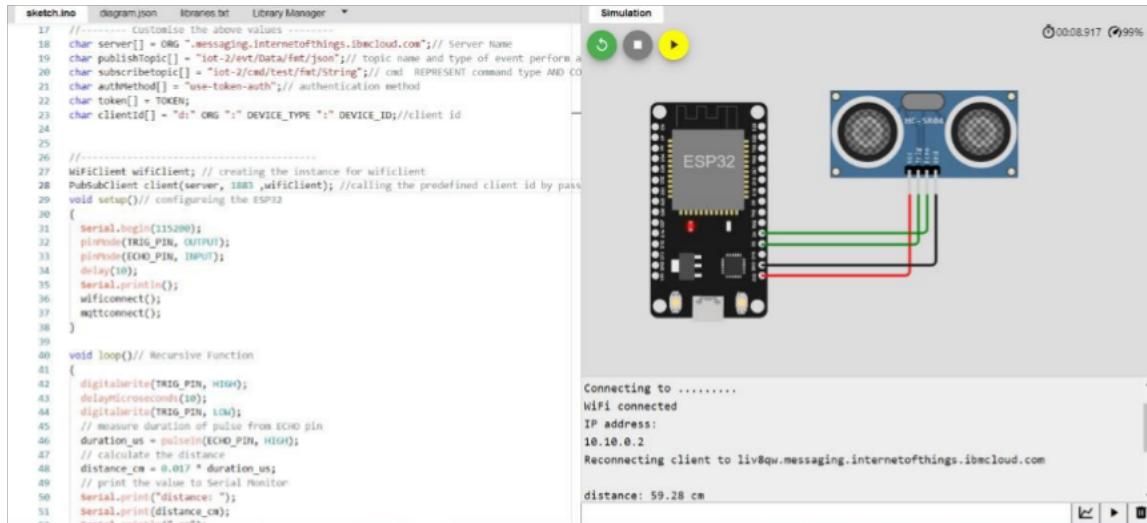 sketch.ino diagram.json libraries.txt Library Manager
17 //-------- Customise the above values --------
18 char server[] = ORG ".messaging.internetofthings.ibmcloud.com";// Server Name
19 char publishTopic[] = "iot-2/evt/Data/fmt/json";// topic name and type of event perform a
20 char subscribetopic[] = "iot-2/cmd/test/fmt/String";// cmd REPRESENT command type AND CO
21 char authMethod[] = "use-token-auth";// authentication method
22 char token[] = TOKEN;
23 char clientId[] = "d:" ORG ":" DEVICE_TYPE ":" DEVICE_ID;//client id
24
25
26 //-----------------------------------------
27 WiFiClient wifiClient; // creating the instance for wificlient
28 PubSubClient client(server, 1883 ,wifiClient); //calling the predefined client id by pass
29 void setup()// configureing the ESP32
30 {
31 Serial.begin(115200);
32 pinMode(TRIG_PIN, OUTPUT);
33 pinMode(ECHO_PIN, INPUT);
34 delay(10);
35 Serial.println();
36 wificonnect();
37 mqttconnect();
38 }
39
40 void loop()// Recursive Function
41 {
42 digitalWrite(TRIG_PIN, HIGH);
43 delayMicroseconds(10);
44 digitalWrite(TRIG_PIN, LOW);
45 // measure duration of pulse from ECHO pin
46 duration_us = pulseIn(ECHO_PIN, HIGH);
47 // calculate the distance
48 distance_cm = 0.017 * duration_us;
49 // print the value to Serial Monitor
50 Serial.print("distance: ");
51 Serial.print(distance_cm);
Simulation
00:08.917 99%
ESP32
HC-SR04
Connecting to .........
WiFi connected
IP address:
10.10.0.2
Reconnecting client to liv8qw.messaging.internetofthings.ibmcloud.com
distance: 59.28 cm